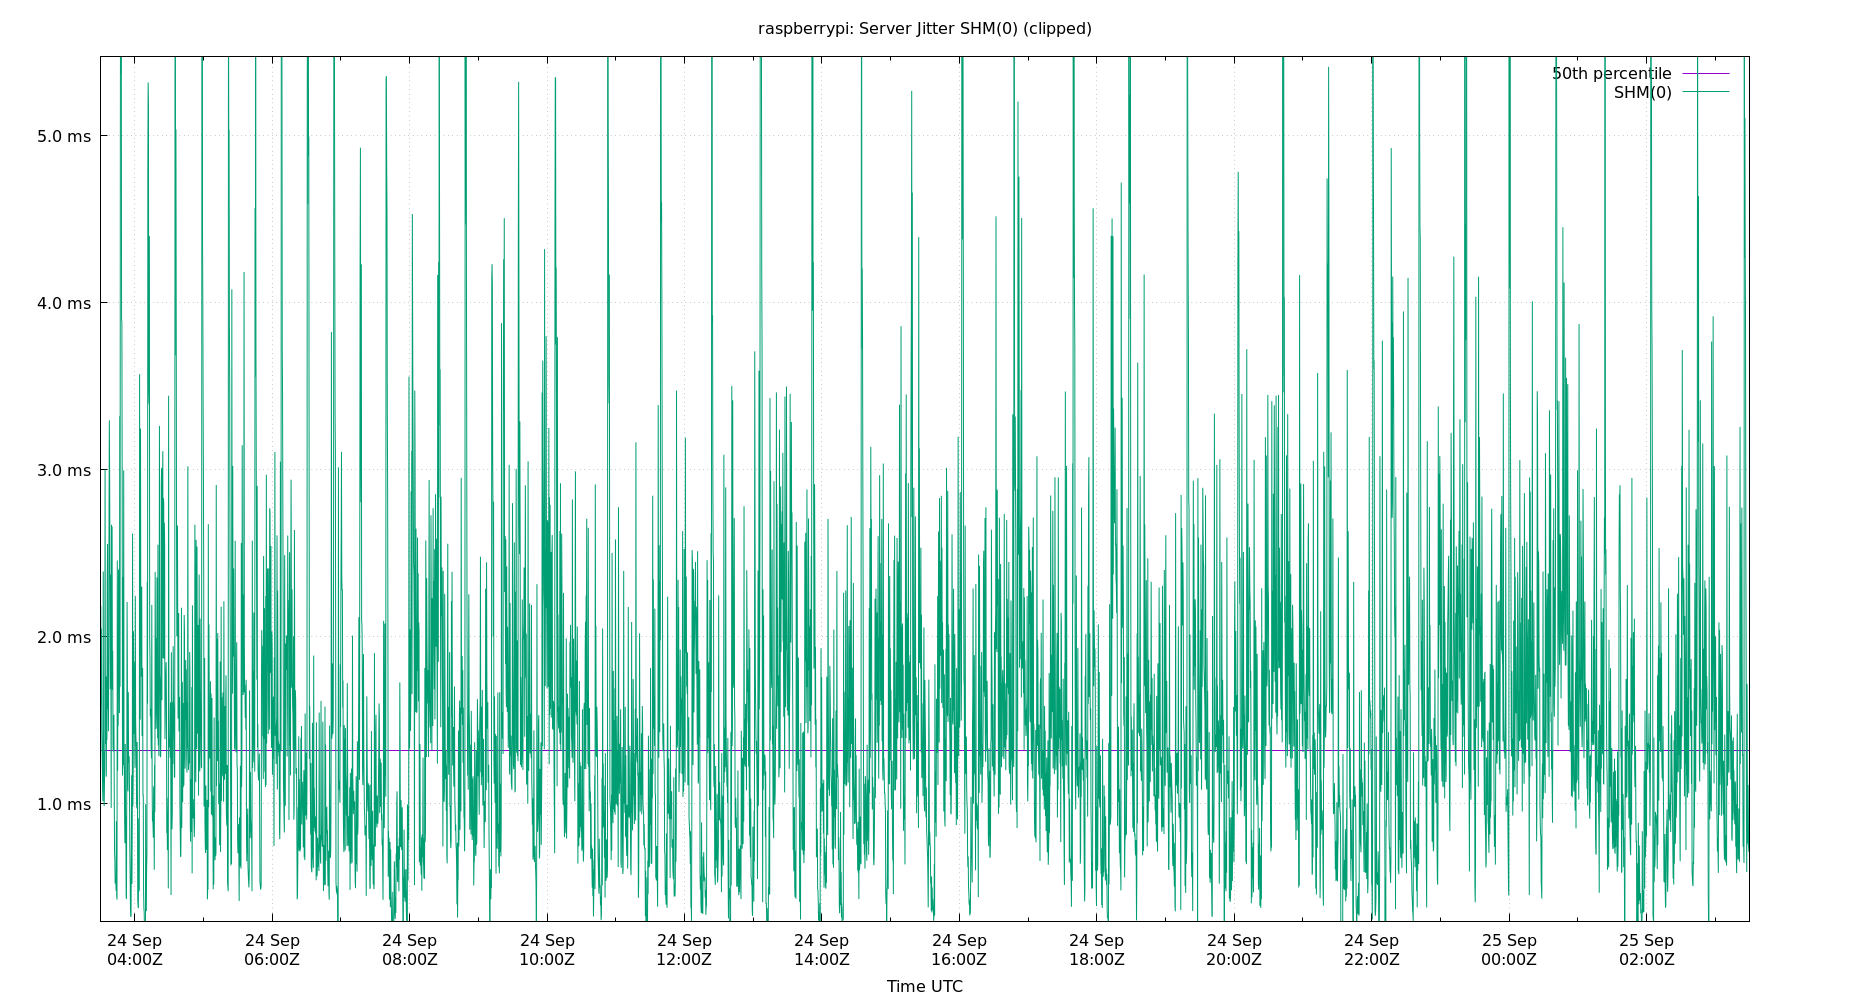 raspberrypi: Server Jitter SHM(0) (clipped)
50th percentile
SHM(0)
5.0 ms
4.0 ms
3.0 ms
2.0 ms
1.0 ms
24 Sep 24 Sep 24 Sep 24 Sep 24 Sep 24 Sep 24 Sep 24 Sep 24 Sep 24 Sep 25 Sep 25 Sep
04:00Z 06:00Z 08:00Z 10:00Z 12:00Z 14:00Z 16:00Z 18:00Z 20:00Z 22:00Z 00:00Z 02:00Z
Time UTC